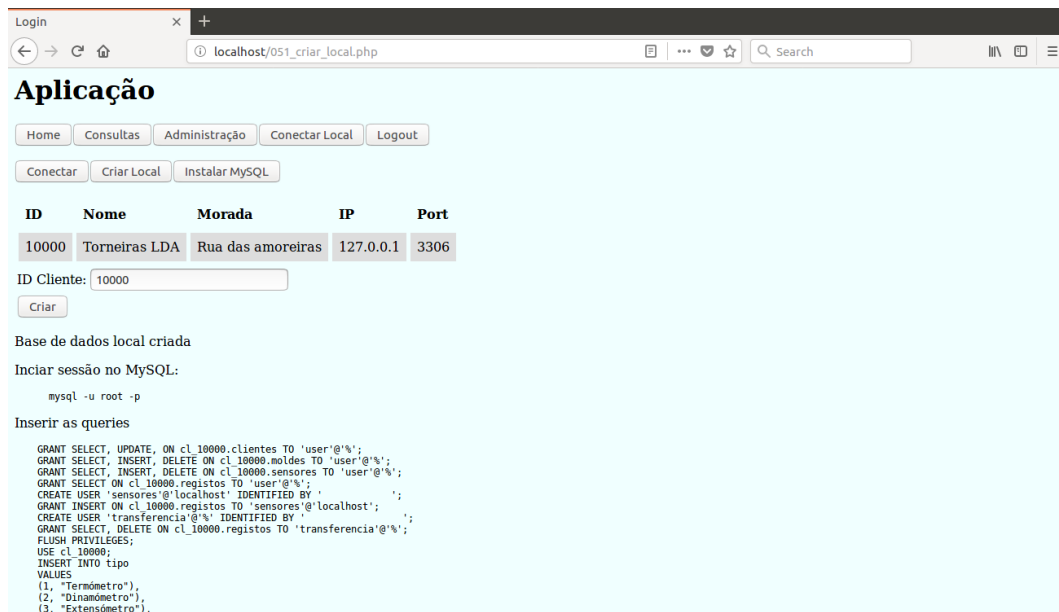 Login
localhost/051_criar_local.php
Search
Aplicação
Home Consultas Administração Conectar Local Logout
Conectar Criar Local Instalar MySQL
ID Nome Morada IP Port
10000 Torneiras LDA Rua das amoreiras 127.0.0.1 3306
ID Cliente: 10000
Criar
Base de dados local criada
Inciar sessão no MySQL:
mysql -u root -p
Inserir as queries
GRANT SELECT, UPDATE, ON cl_10000.clientes TO 'user'@'%';
GRANT SELECT, INSERT, DELETE ON cl_10000.moldes TO 'user'@'%';
GRANT SELECT, INSERT, DELETE ON cl_10000.sensores TO 'user'@'%';
GRANT SELECT ON cl_10000.registos TO 'user'@'%';
CREATE USER 'sensores'@'localhost' IDENTIFIED BY '            ';
GRANT INSERT ON cl_10000.registos TO 'sensores'@'localhost';
CREATE USER 'transferencia'@'%' IDENTIFIED BY '                 ';
GRANT SELECT, DELETE ON cl_10000.registos TO 'transferencia'@'%';
FLUSH PRIVILEGES;
USE cl_10000;
INSERT INTO tipo
VALUES
(1, "Termómetro"),
(2, "Dinamómetro"),
(3, "Extensómetro"),